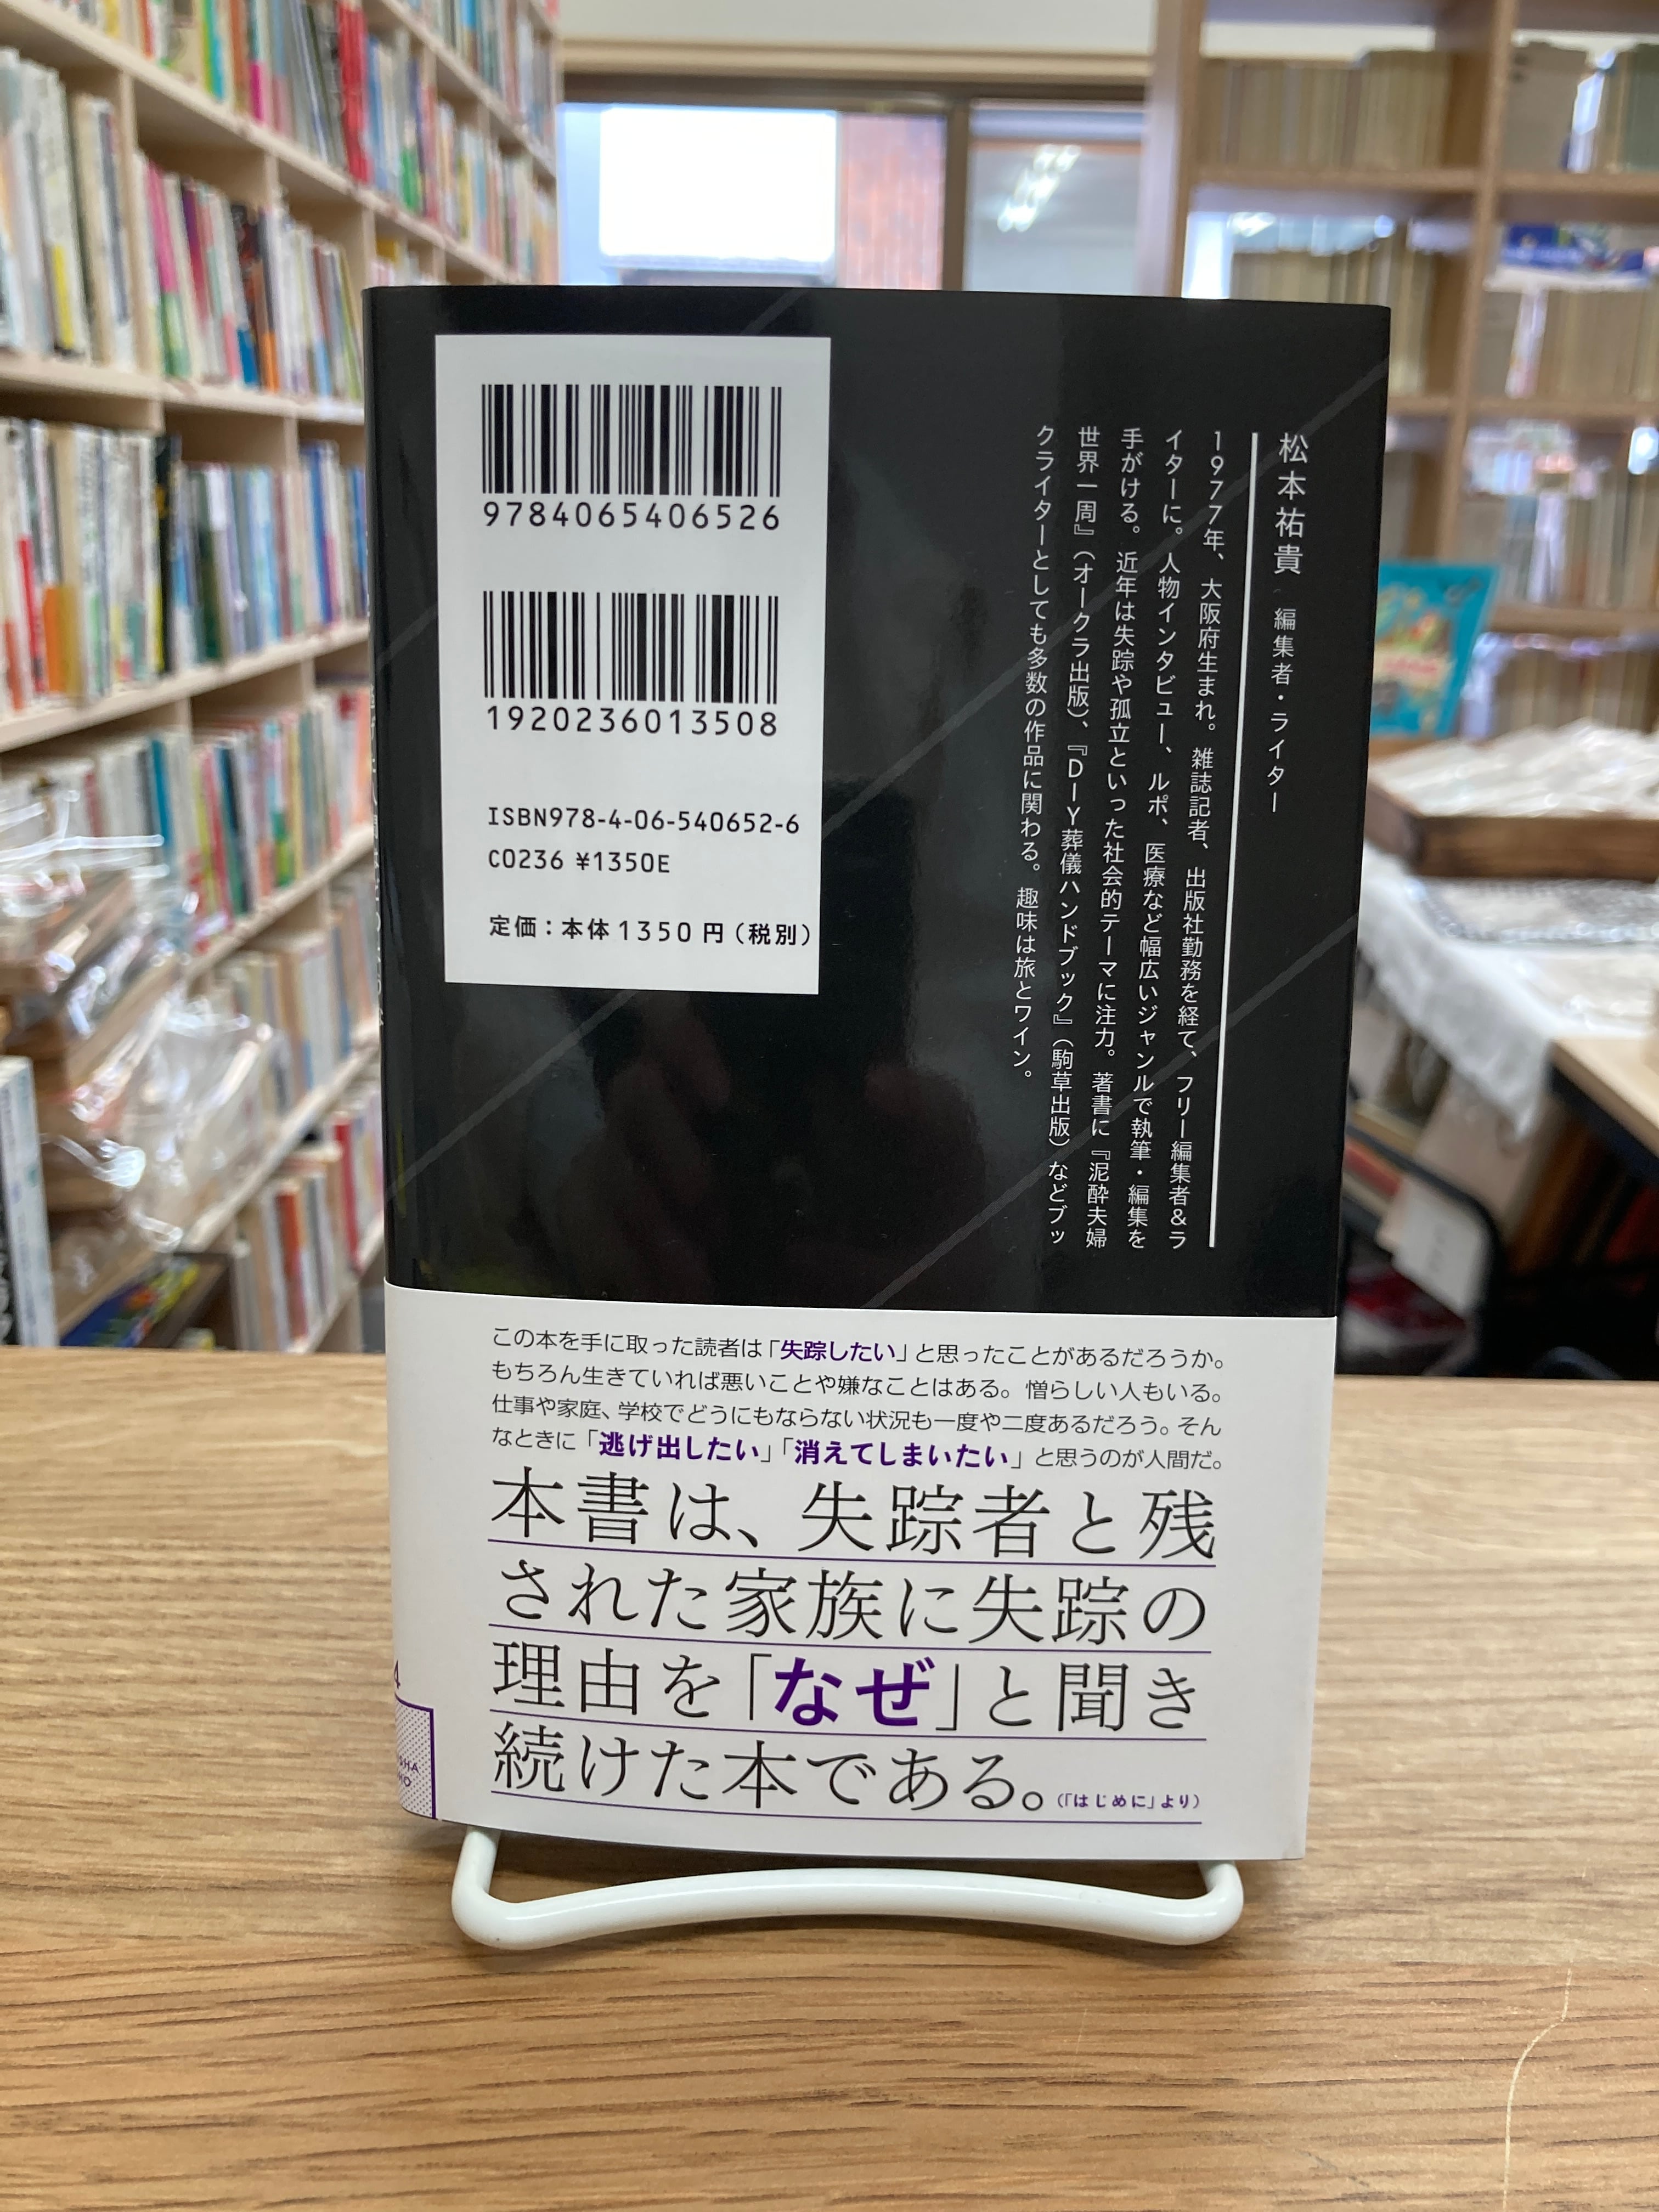 9784065406526
1920236013508
ISBN978-4-06-540652-6
C0236 ¥1350E
定価：本体1350円（税別）
松本祐貴 編集者・ライター
1977年、大阪府生まれ。雑誌記者、出版社勤務を経て、フリー編集者&ラ
イターに。人物インタビュー、ルポ、医療など幅広いジャンルで執筆・編集を
手がける。近年は失踪や孤立といった社会的テーマに注力。著書に『泥酔夫婦
世界一周』（オークラ出版）、『DIY葬儀ハンドブック』（駒草出版）などブッ
クライターとしても多数の作品に関わる。趣味は旅とワイン。
この本を手に取った読者は「失踪したい」と思ったことがあるだろうか。
もちろん生きていれば悪いことや嫌なことはある。憎らしい人もいる。
仕事や家庭、学校でどうにもならない状況も一度や二度あるだろう。そん
なときに「逃げ出したい」「消えてしまいたい」と思うのが人間だ。
本書は、失踪者と残
された家族に失踪の
理由を「なぜ」と聞き
続けた本である。（「はじめに」より）